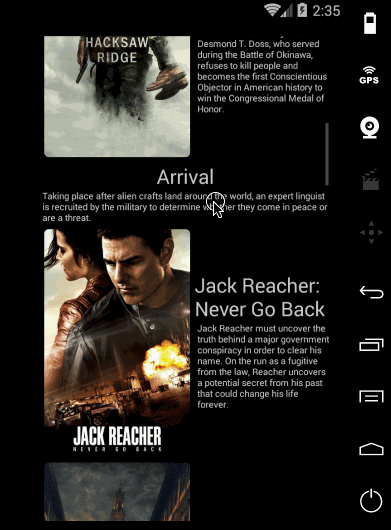 2:35
GPS
HACKSAW
RIDGE
Desmond T. Doss, who served
during the Battle of Okinawa,
refuses to kill people and
becomes the first Conscientious
Objector in American history to
win the Congressional Medal of
Honor.
Arrival
Taking place after alien crafts land around the world, an expert linguist
is recruited by the military to determine whether they come in peace or
are a threat.
Jack Reacher:
Never Go Back
Jack Reacher must uncover the
truth behind a major government
conspiracy in order to clear his
name. On the run as a fugitive
from the law, Reacher uncovers
a potential secret from his past
that could change his life
forever.
JACK REACHER
NEVER GO BACK